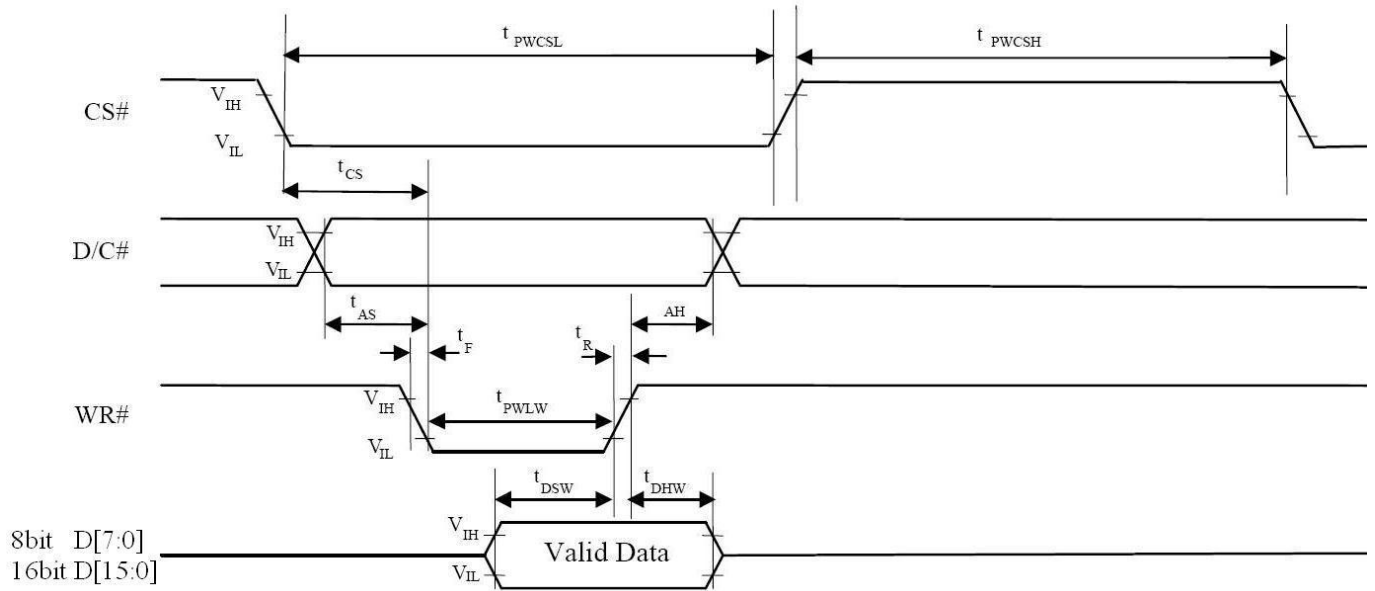 t PWCSL
t PWCSH
CS#
VIH
VIL
tCS
D/C#
VIH
VIL
tAS
tF
tR
AH
WR#
VIH
VIL
tPWLW
tDSW
tDHW
8bit D[7:0]
16bit D[15:0]
VIH
VIL
Valid Data